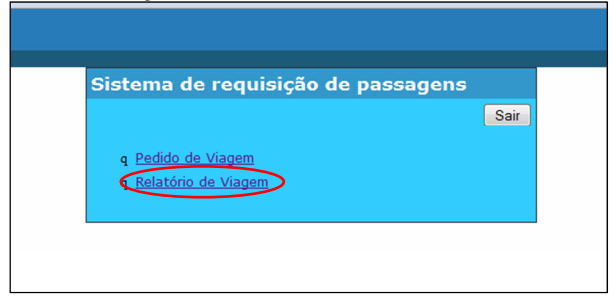 Sistema de requisição de passagens
Sair
q Pedido de Viagem
q Relatório de Viagem